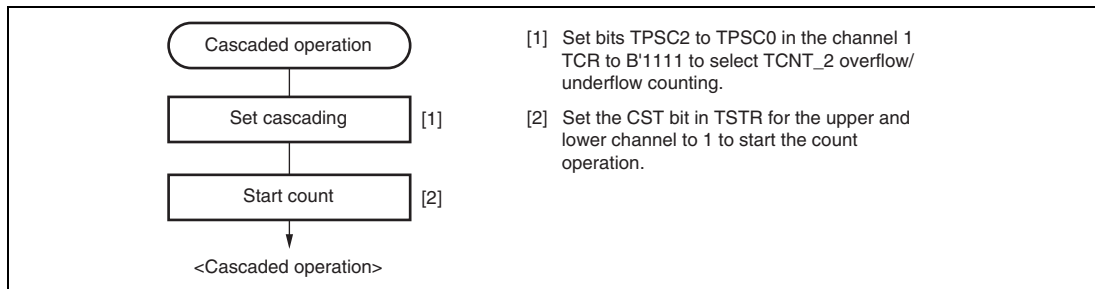 Cascaded operation
Set cascading
[1]
Start count
[2]
<Cascaded operation>
[1] Set bits TPSC2 to TPSC0 in the channel 1
TCR to B'1111 to select TCNT_2 overflow/
underflow counting.
[2] Set the CST bit in TSTR for the upper and
lower channel to 1 to start the count
operation.